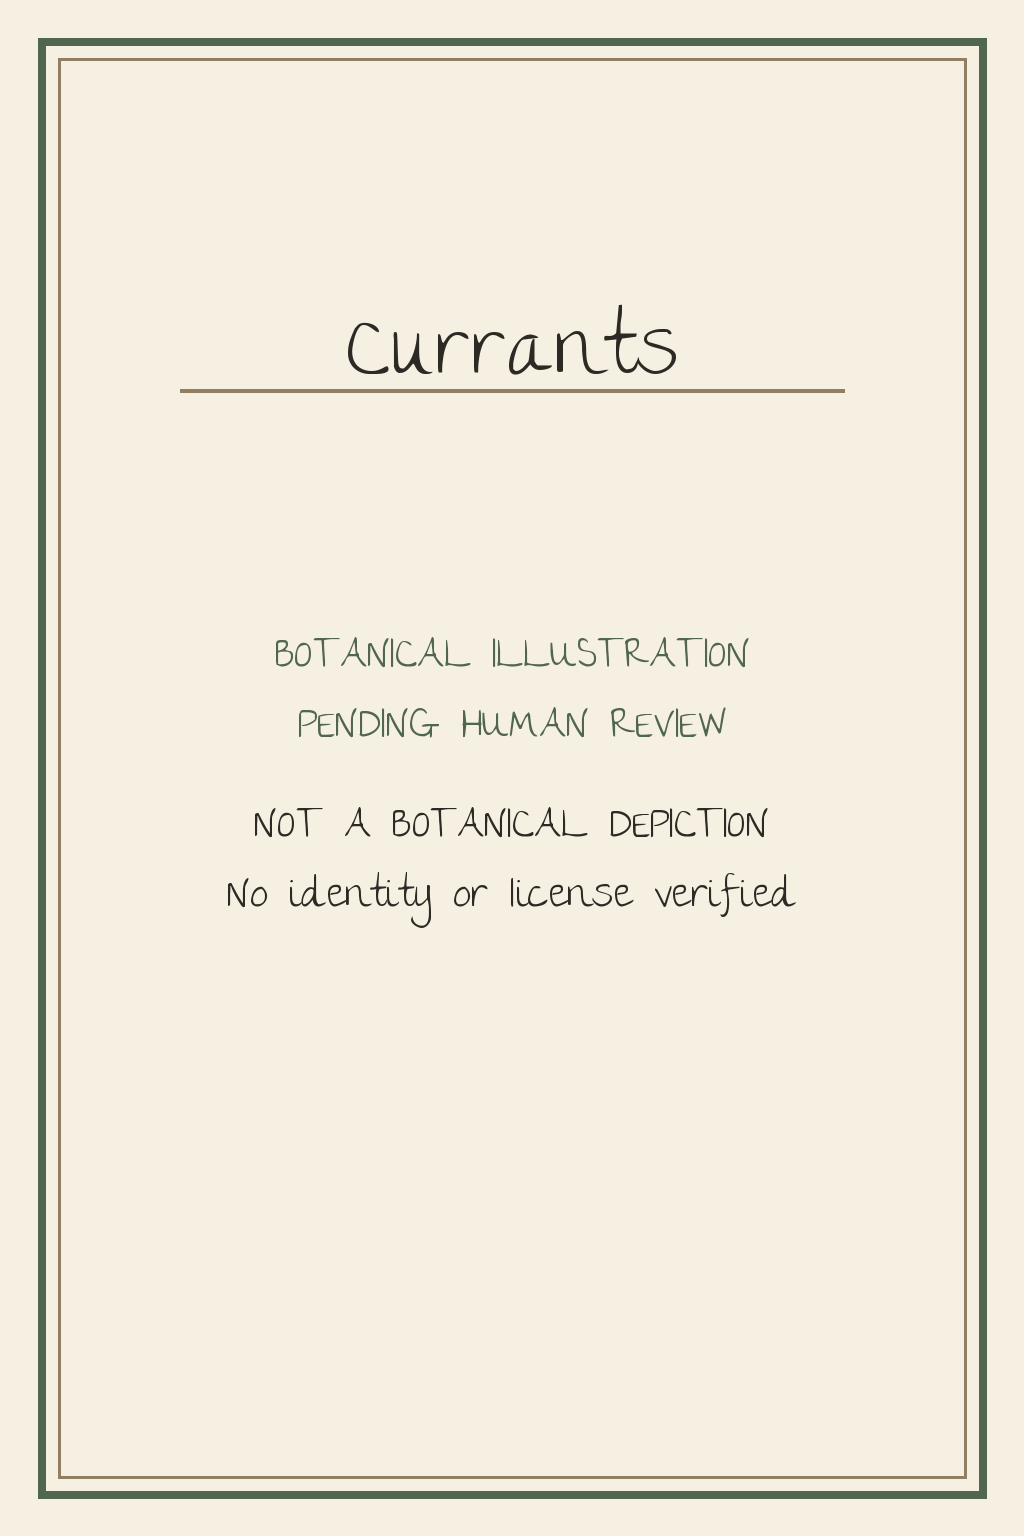 Currants
BOTANICAL ILLUSTRATION
PENDING HUMAN REVIEW
NOT A BOTANICAL DEPICTION
No identity or license verified